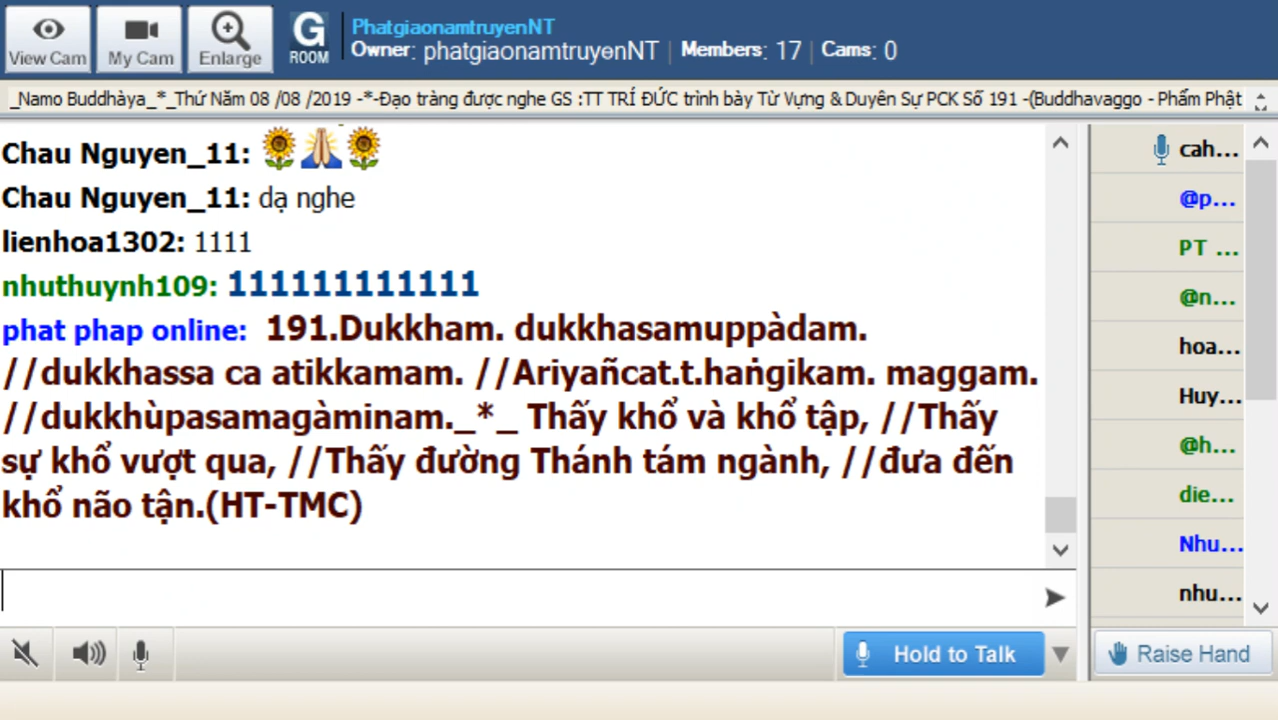 View Cam
My Cam
Enlarge
G
ROOM
PhatgiaonamtruyenNT
Owner: phatgiaonamtruyenNT | Members: 17 | Cams: 0
_Namo Buddhàya_*_Thứ Năm 08 /08 /2019 -*-Đạo tràng được nghe GS :TT TRÍ ĐỨC trình bày Từ Vựng & Duyên Sự PCK Số 191 -(Buddhavaggo - Phẩm Phật
Chau Nguyen_11: 🌻🙏🌻
Chau Nguyen_11: dạ nghe
lienhoa1302: 1111
nhuthuynh109: 111111111111
phat phap online: 191.Dukkham. dukkhasamuppàdam.
//dukkhassa ca atikkamam. //Ariyañcat.t.haṅgikam. maggam.
//dukkhùpasamagàminam._*_ Thấy khổ và khổ tập, //Thấy
sự khổ vượt qua, //Thấy đường Thánh tám ngành, //đưa đến
khổ não tận.(HT-TMC)
cah...
@p...
PT ...
@n...
hoa...
Huy...
@h...
die...
Nhu...
nhu...
Hold to Talk
Raise Hand